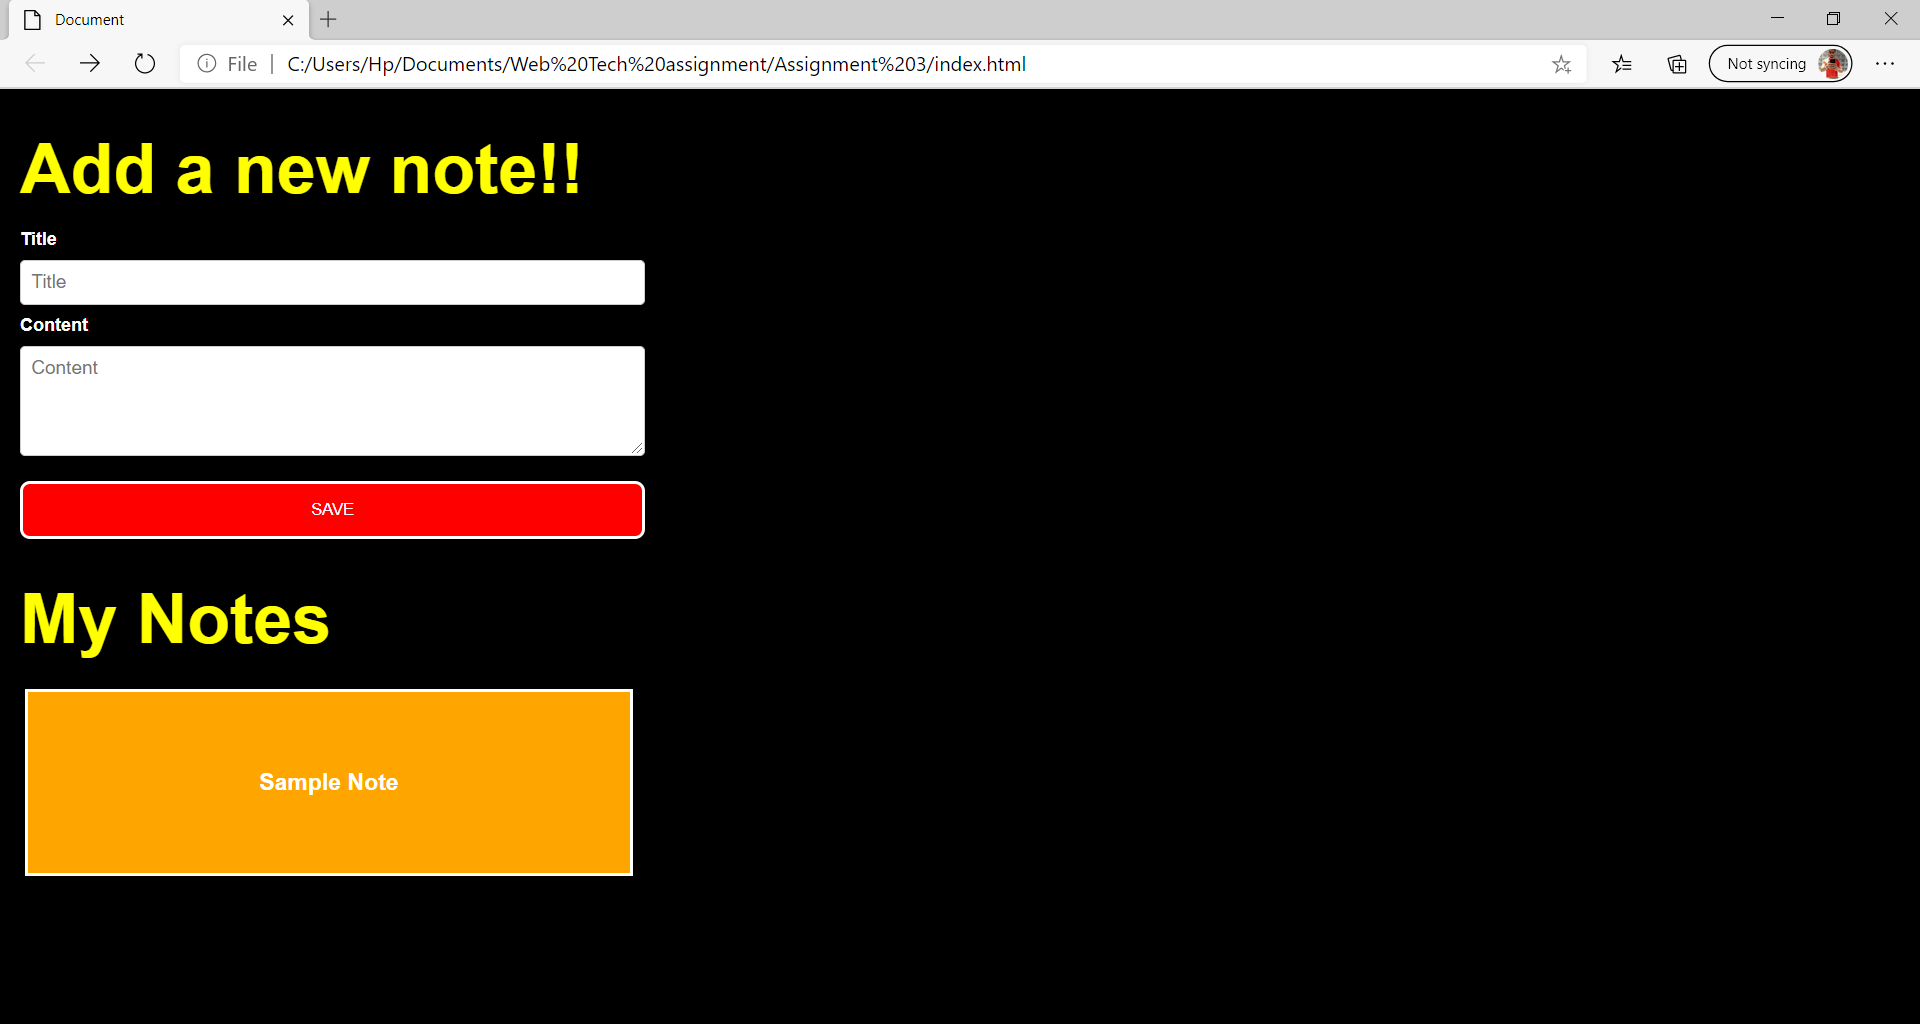 Document
File
C:/Users/Hp/Documents/Web%20Tech%20assignment/Assignment%203/index.html
Not syncing
Add a new note!!
Title
Title
Content
Content
SAVE
My Notes
Sample Note